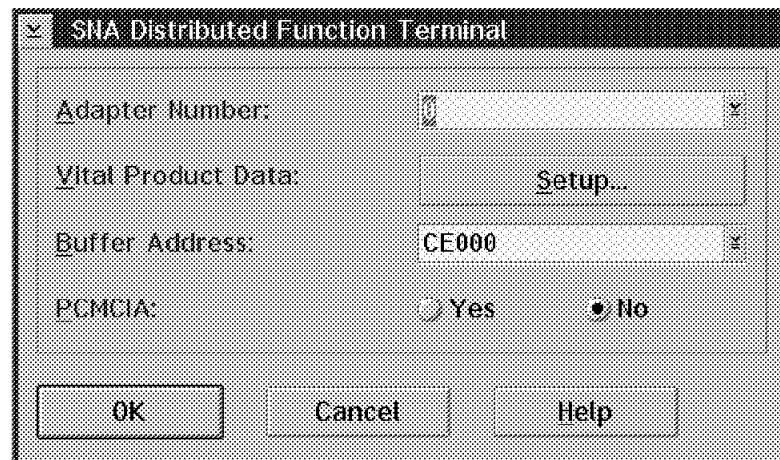 SNA Distributed Function Terminal
Adapter Number: 0
Vital Product Data: Setup...
Buffer Address: CE000
PCMCIA: Yes No
OK Cancel Help